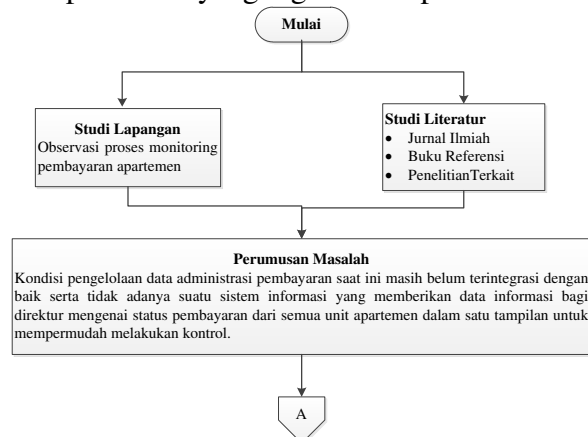 Mulai
Studi Lapangan
Observasi proses monitoring
pembayaran apartemen
Studi Literatur
• Jurnal Ilmiah
• Buku Referensi
• PenelitianTerkait
Perumusan Masalah
Kondisi pengelolaan data administrasi pembayaran saat ini masih belum terintegrasi dengan
baik serta tidak adanya suatu sistem informasi yang memberikan data informasi bagi
direktur mengenai status pembayaran dari semua unit apartemen dalam satu tampilan untuk
mempermudah melakukan kontrol.
A